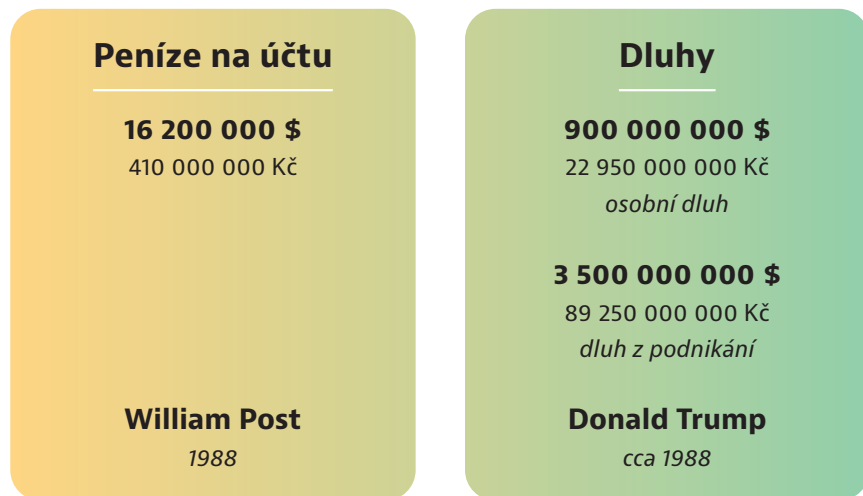 Peníze na účtu
16 200 000 $
410 000 000 Kč
William Post
1988
Dluhy
900 000 000 $
22 950 000 000 Kč
osobní dluh
3 500 000 000 $
89 250 000 000 Kč
dluh z podnikání
Donald Trump
cca 1988